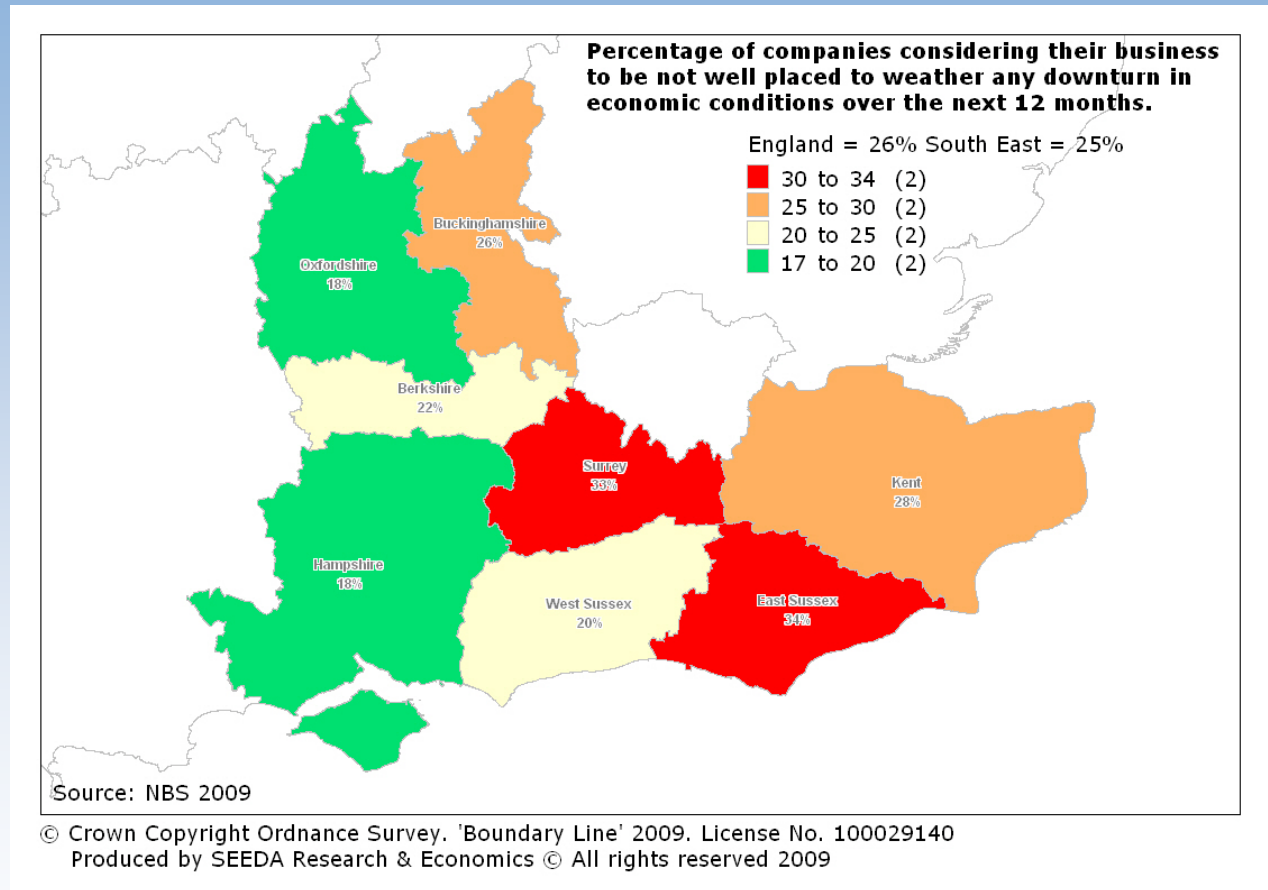 Percentage of companies considering their business
to be not well placed to weather any downturn in
economic conditions over the next 12 months.
England = 26% South East = 25%
30 to 34 (2)
25 to 30 (2)
20 to 25 (2)
17 to 20 (2)
Buckinghamshire
26%
Oxfordshire
18%
Berkshire
22%
Surrey
33%
Kent
28%
Hampshire
18%
West Sussex
20%
East Sussex
34%
Source: NBS 2009
© Crown Copyright Ordnance Survey. 'Boundary Line' 2009. License No. 100029140
Produced by SEEDA Research & Economics © All rights reserved 2009